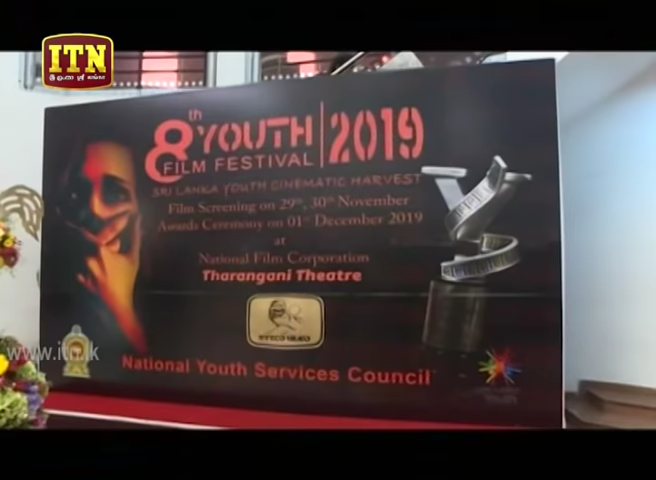 ITN
8th YOUTH
FILM FESTIVAL
2019
SRI LANKA YOUTH CINEMATIC HARVEST
Film Screening on 29th, 30th November
Awards Ceremony on 01st December 2019
at
National Film Corporation
Tharangani Theatre
National Youth Services Council
www.itn.lk